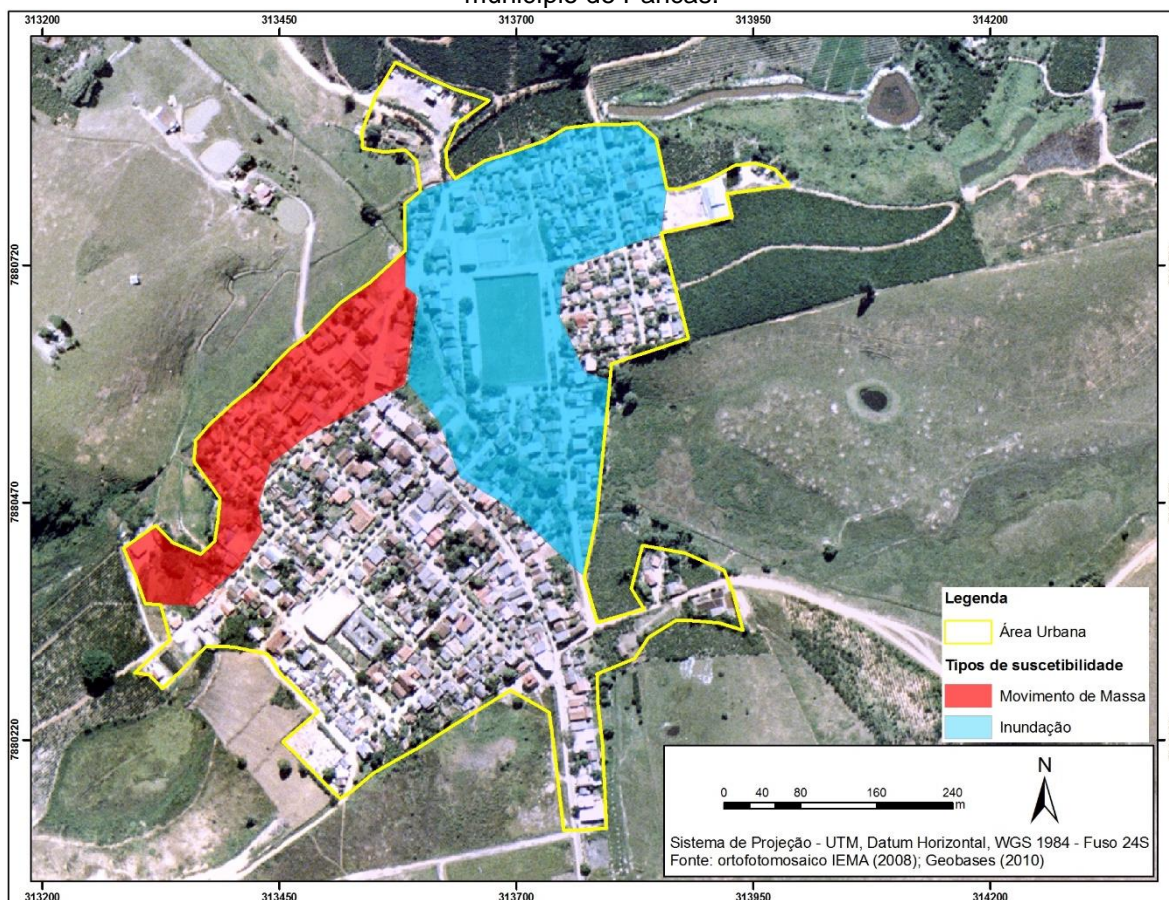 município de Pancas.
313200 313450 313700 313950 314200
7880720
7880470
7880220
Legenda
Área Urbana
Tipos de suscetibilidade
Movimento de Massa
Inundação
N
0 40 80 160 240
m
Sistema de Projeção - UTM, Datum Horizontal, WGS 1984 - Fuso 24S
Fonte: ortofotomosaico IEMA (2008); Geobases (2010)
313200 313450 313700 313950 314200